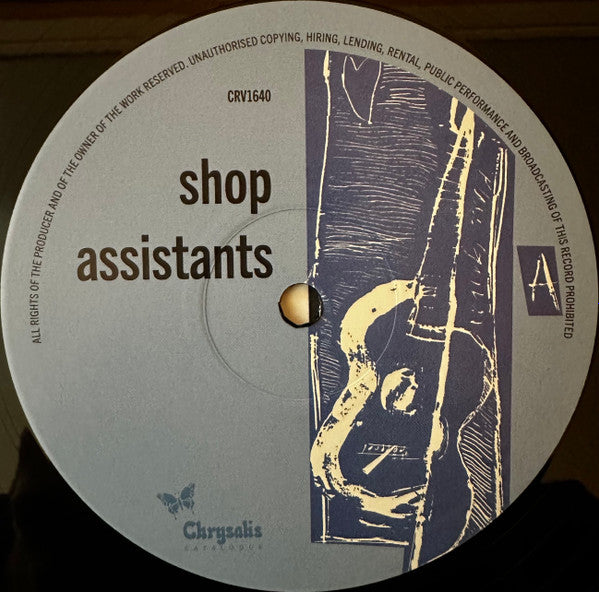 ALL RIGHTS OF THE PRODUCER AND OF THE OWNER OF THE WORK RESERVED. UNAUTHORISED COPYING, HIRING, LENDING, RENTAL, PUBLIC PERFORMANCE AND BROADCASTING OF THIS RECORD PROHIBITED
CRV1640
shop
assistants
A
Chrysalis
CATALOGUE